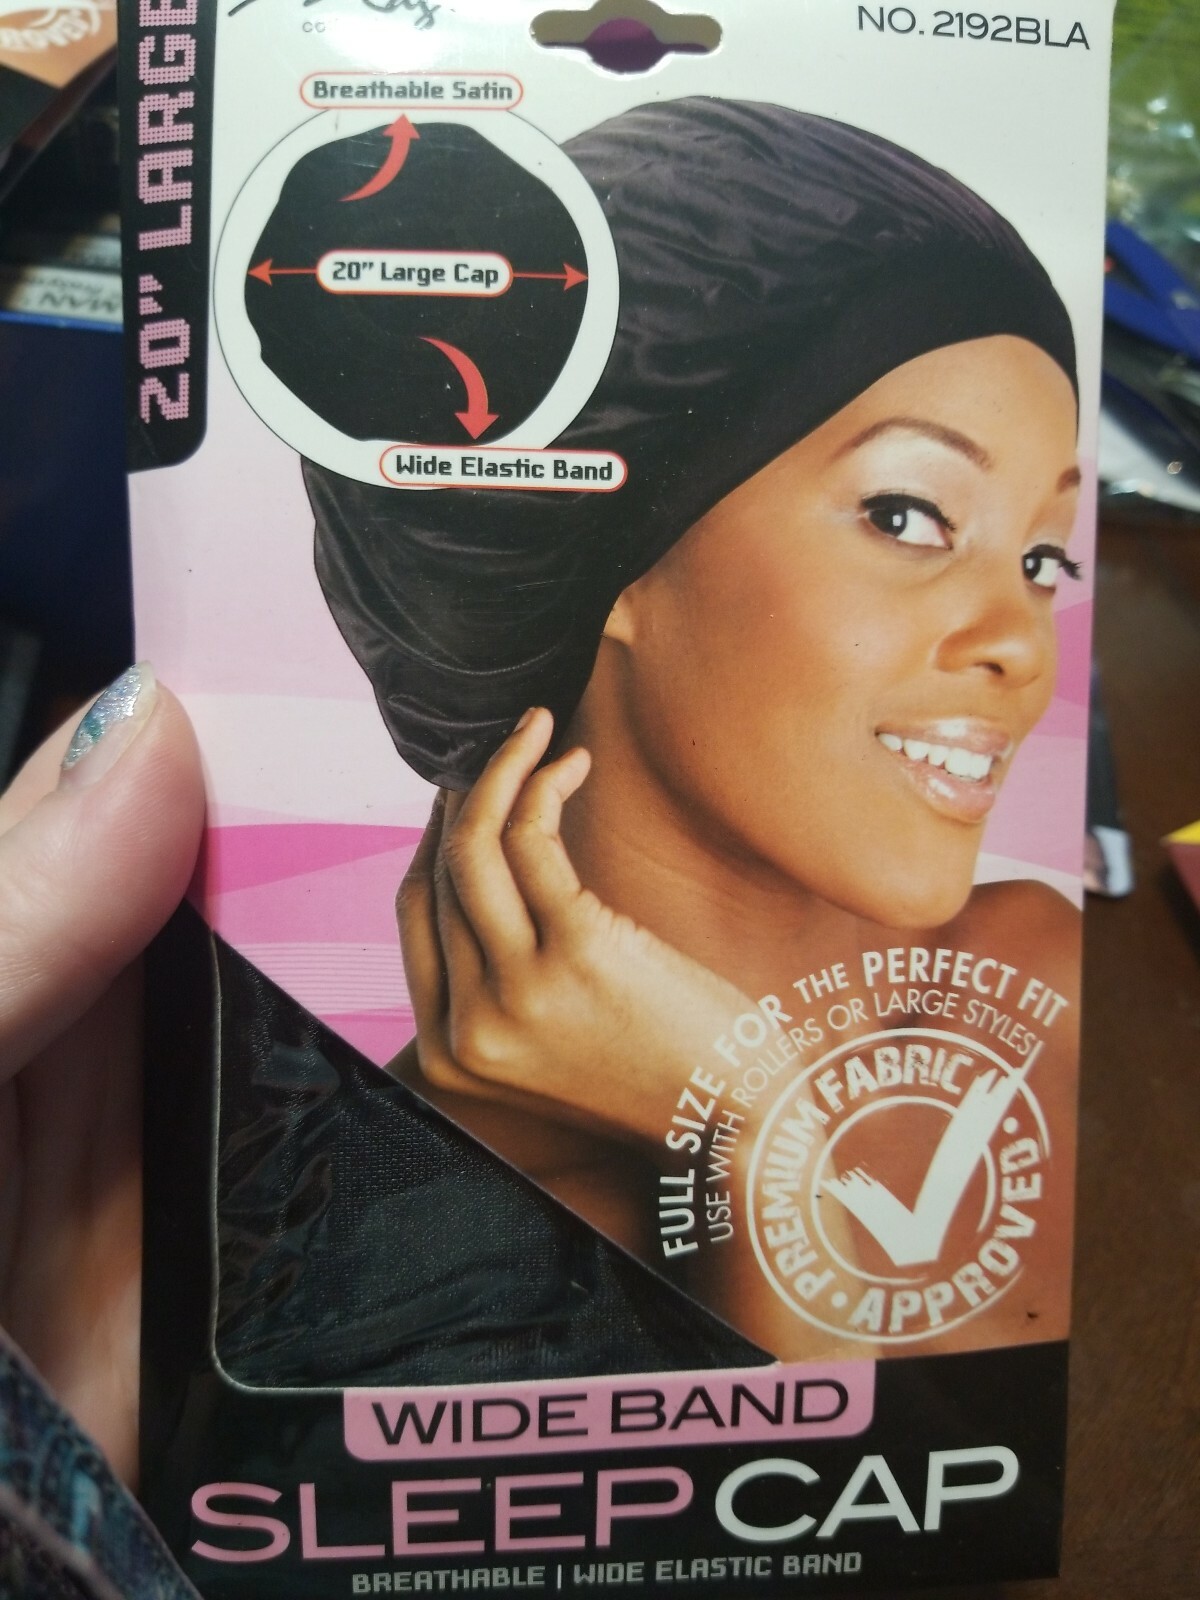 NO. 2192BLA
20" LARGE
Breathable Satin
20" Large Cap
Wide Elastic Band
FULL SIZE FOR THE PERFECT FIT
USE WITH ROLLERS OR LARGE STYLES!
PREMIUM FABRIC • APPROVED •
WIDE BAND
SLEEP CAP
BREATHABLE | WIDE ELASTIC BAND